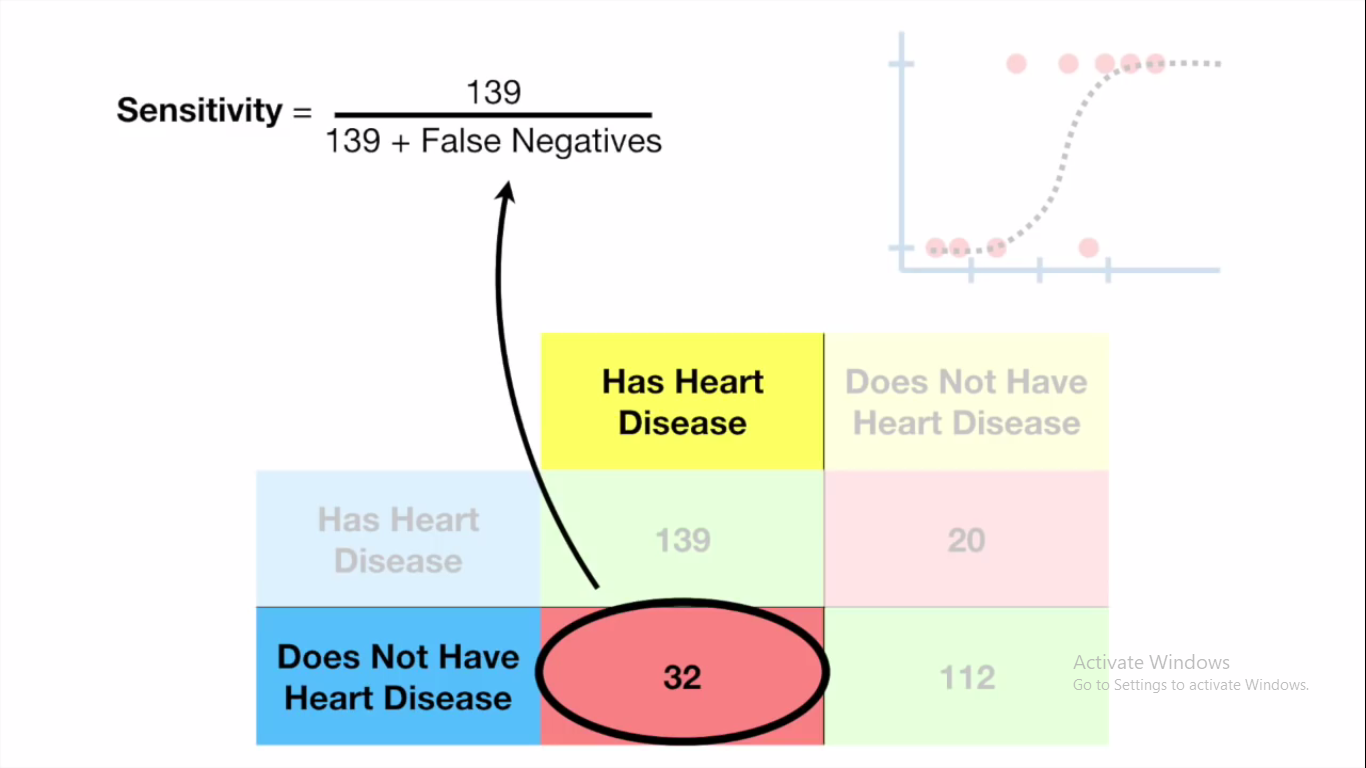 139
Sensitivity =
139 + False Negatives
Has Heart
Disease
Does Not Have
Heart Disease
Has Heart
Disease
139
20
Does Not Have
Heart Disease
32
112
Activate Windows
Go to Settings to activate Windows.